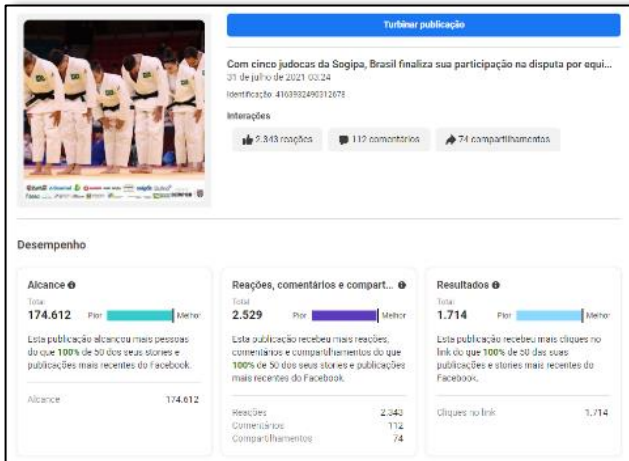 Turbinar publicação
Com cinco judocas da Sogipa, Brasil finaliza sua participação na disputa por equi...
31 de julho de 2021 03:24
Identificação: 4163932490312678
Interações
2.343 reações
112 comentários
74 compartilhamentos
Desempenho
Alcance
Total
174.612
Pior
Melhor
Esta publicação alcançou mais pessoas
do que 100% de 50 dos seus stories e
publicações mais recentes do Facebook.
Alcance 174.612
Reações, comentários e compart...
Total
2.529
Pior
Melhor
Esta publicação recebeu mais reações,
comentários e compartilhamentos do que
100% de 50 dos seus stories e publicações
mais recentes do Facebook.
Reações 2.343
Comentários 112
Compartilhamentos 74
Resultados
Total
1.714
Pior
Melhor
Esta publicação recebeu mais cliques no
link do que 100% de 50 das suas
publicações e stories mais recentes do
Facebook.
Cliques no link 1.714